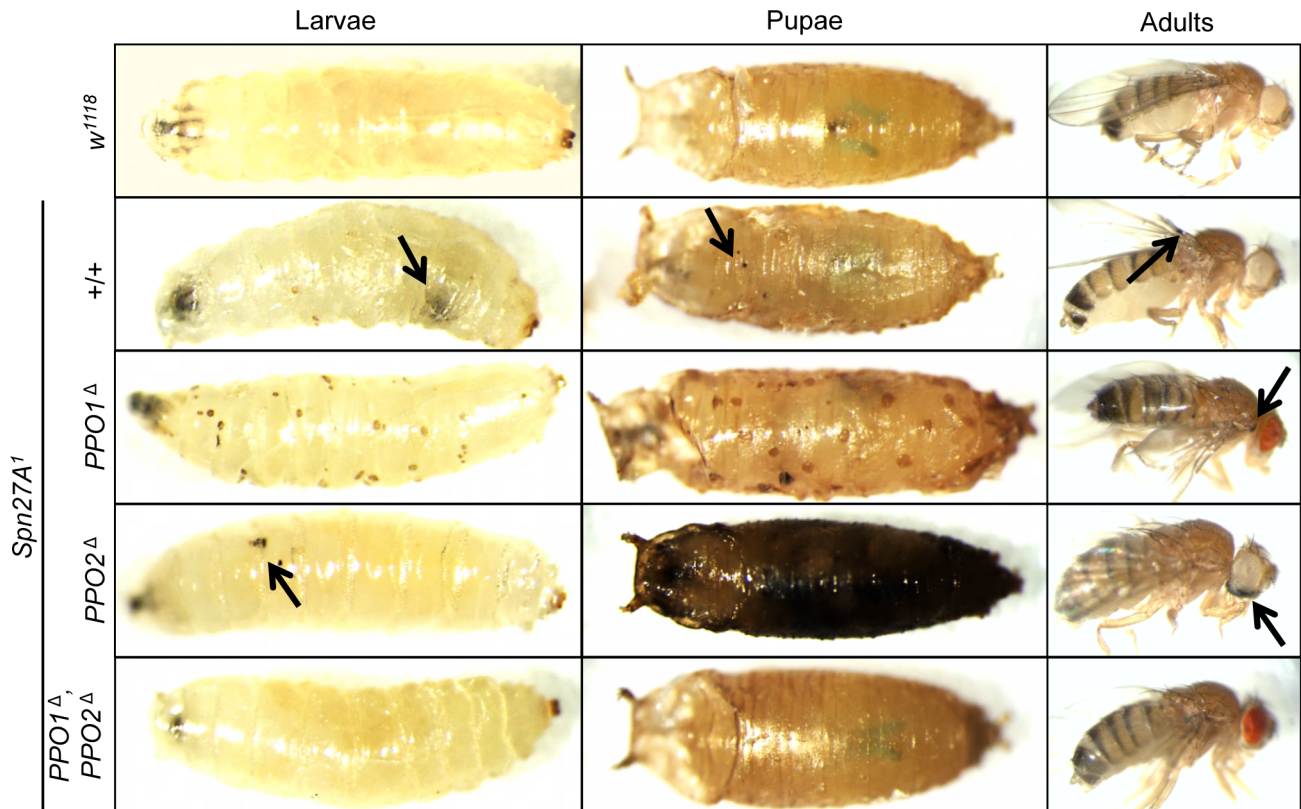 Larvae Pupae Adults
w¹¹¹⁸
Spn27A¹
+/+
PPO1Δ
PPO2Δ
PPO1Δ,
PPO2Δ